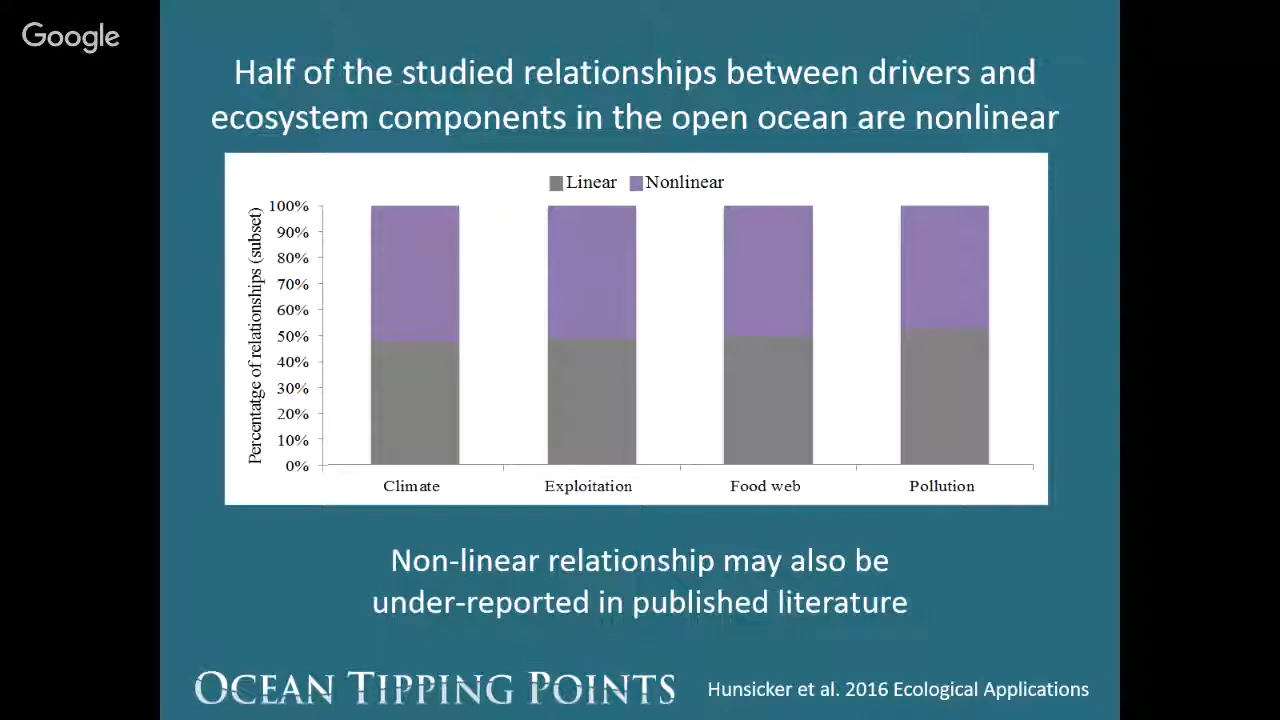 Google
Half of the studied relationships between drivers and
ecosystem components in the open ocean are nonlinear
Linear Nonlinear
Percentatge of relationships (subset)
100%
90%
80%
70%
60%
50%
40%
30%
20%
10%
0%
Climate Exploitation Food web Pollution
Non-linear relationship may also be
under-reported in published literature
OCEAN TIPPING POINTS
Hunsicker et al. 2016 Ecological Applications